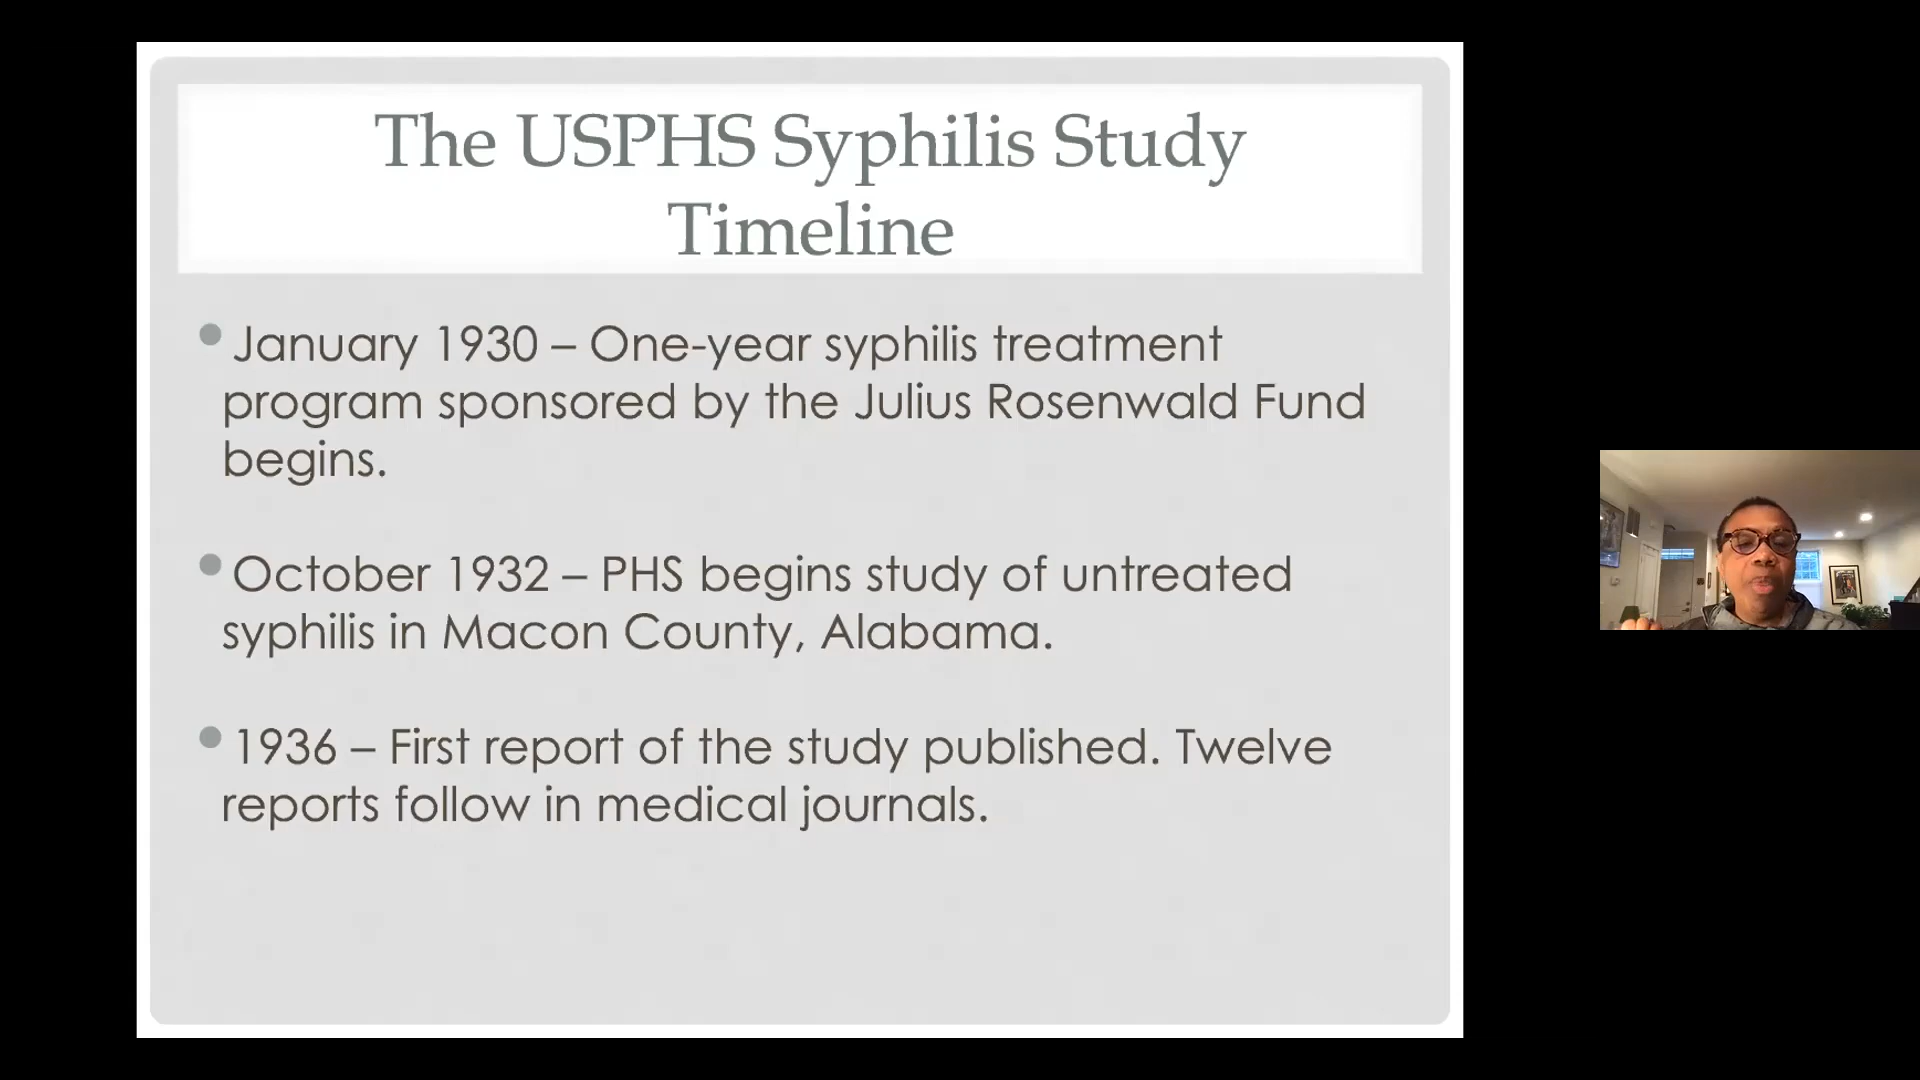 The USPHS Syphilis Study
Timeline
• January 1930 – One-year syphilis treatment
program sponsored by the Julius Rosenwald Fund
begins.
• October 1932 – PHS begins study of untreated
syphilis in Macon County, Alabama.
• 1936 – First report of the study published. Twelve
reports follow in medical journals.